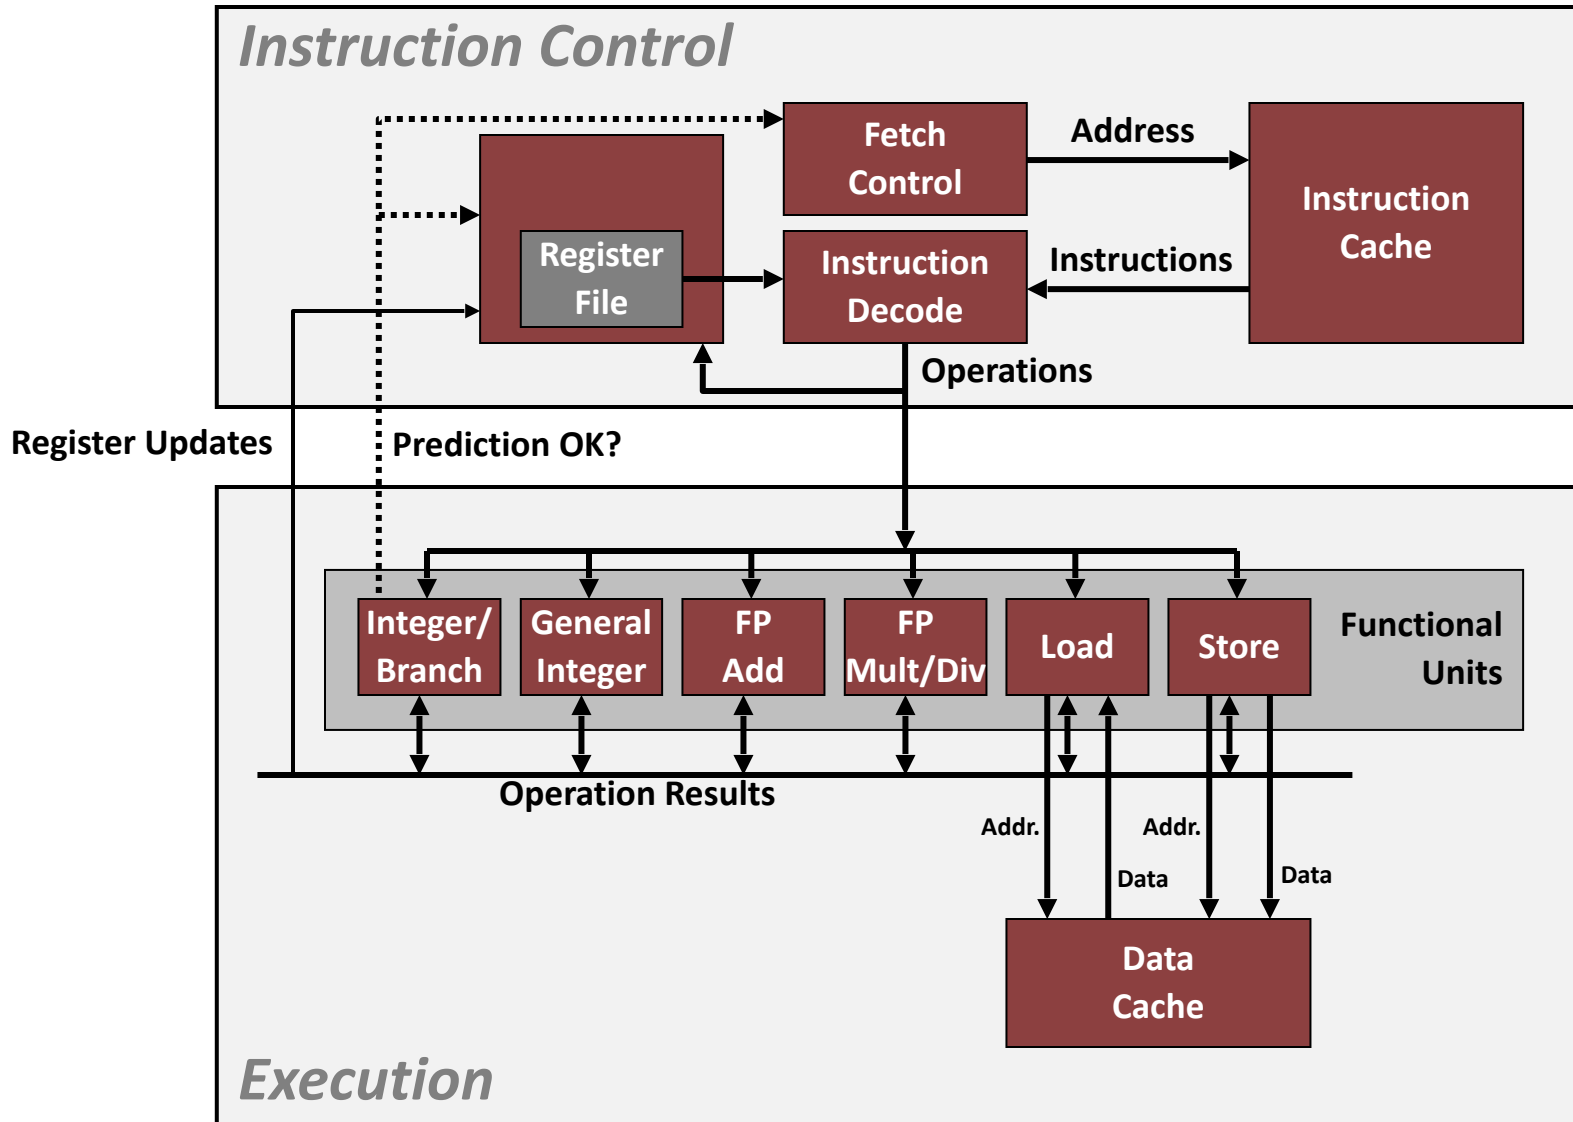 Instruction Control
Fetch
Control
Address
Instruction
Cache
Register
File
Instruction
Decode
Instructions
Operations
Register Updates
Prediction OK?
Integer/
Branch
General
Integer
FP
Add
FP
Mult/Div
Load
Store
Functional
Units
Operation Results
Addr.
Addr.
Data
Data
Data
Cache
Execution